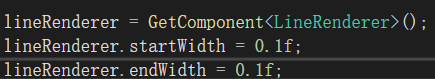 lineRenderer = GetComponent<LineRenderer>();
lineRenderer.startWidth = 0.1f;
lineRenderer.endWidth = 0.1f;